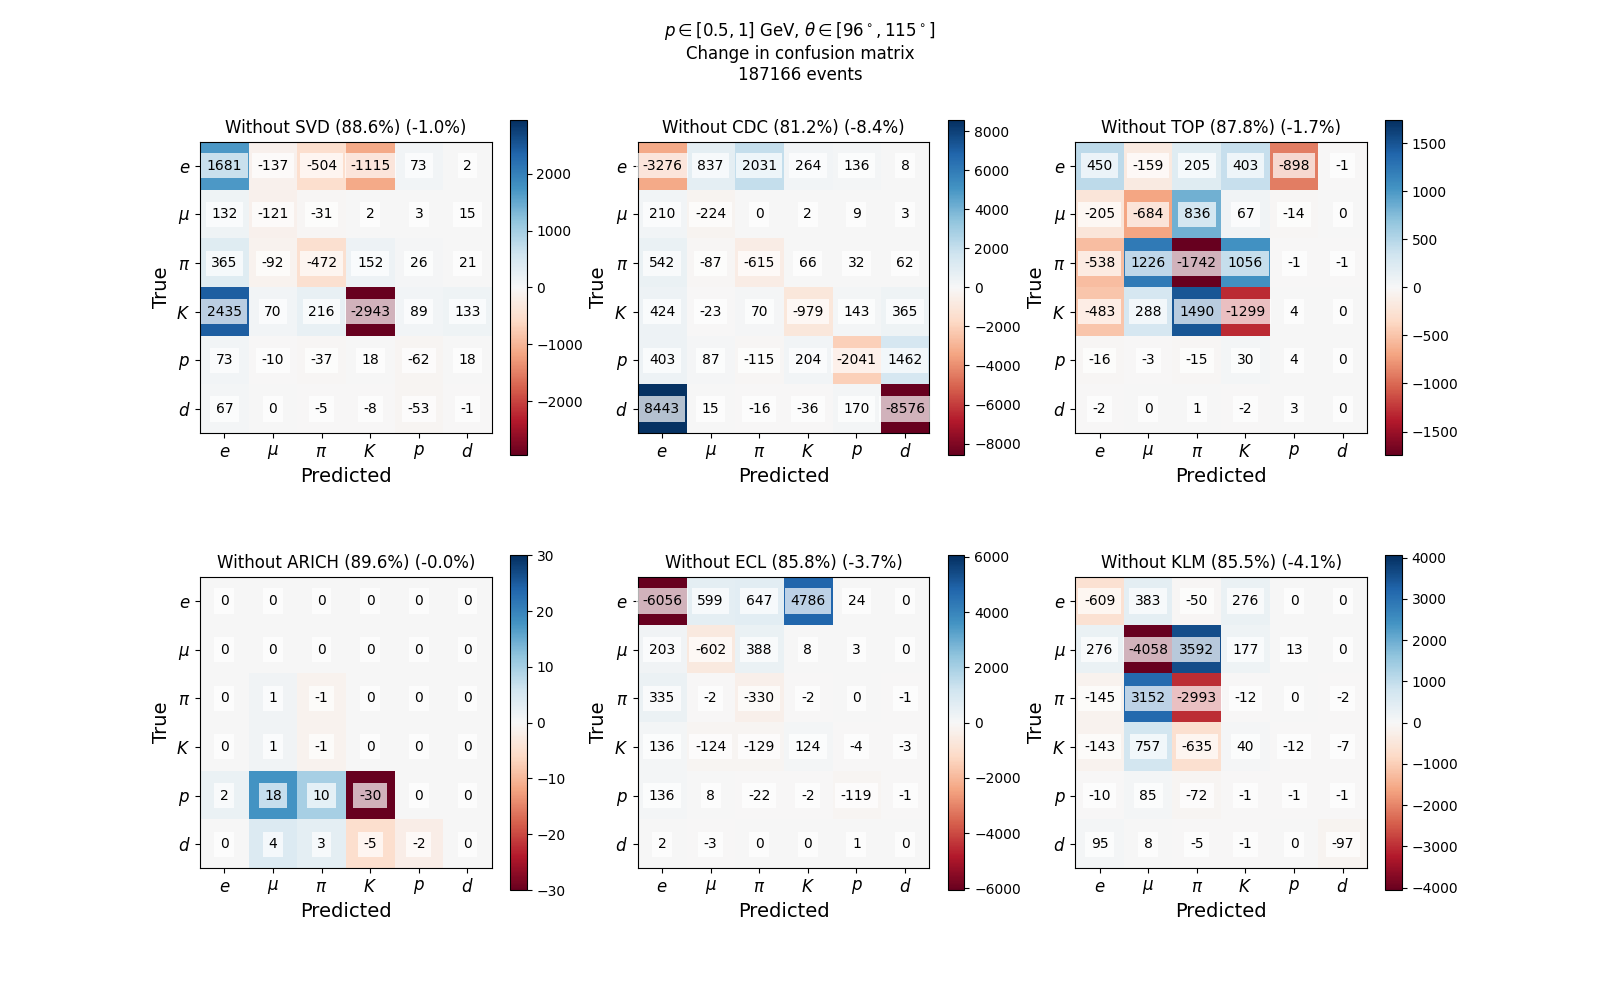 p ∈ [0.5, 1] GeV, θ ∈ [96°, 115°]
Change in confusion matrix
187166 events
Without SVD (88.6%) (-1.0%)
True
e 1681 -137 -504 -1115 73 2
μ 132 -121 -31 2 3 15
π 365 -92 -472 152 26 21
K 2435 70 216 -2943 89 133
p 73 -10 -37 18 -62 18
d 67 0 -5 -8 -53 -1
e μ π K p d
Predicted
2000
1000
0
−1000
−2000
Without CDC (81.2%) (-8.4%)
True
e -3276 837 2031 264 136 8
μ 210 -224 0 2 9 3
π 542 -87 -615 66 32 62
K 424 -23 70 -979 143 365
p 403 87 -115 204 -2041 1462
d 8443 15 -16 -36 170 -8576
e μ π K p d
Predicted
8000
6000
4000
2000
0
−2000
−4000
−6000
−8000
Without TOP (87.8%) (-1.7%)
True
e 450 -159 205 403 -898 -1
μ -205 -684 836 67 -14 0
π -538 1226 -1742 1056 -1 -1
K -483 288 1490 -1299 4 0
p -16 -3 -15 30 4 0
d -2 0 1 -2 3 0
e μ π K p d
Predicted
1500
1000
500
0
−500
−1000
−1500
Without ARICH (89.6%) (-0.0%)
True
e 0 0 0 0 0 0
μ 0 0 0 0 0 0
π 0 1 -1 0 0 0
K 0 1 -1 0 0 0
p 2 18 10 -30 0 0
d 0 4 3 -5 -2 0
e μ π K p d
Predicted
30
20
10
0
−10
−20
−30
Without ECL (85.8%) (-3.7%)
True
e -6056 599 647 4786 24 0
μ 203 -602 388 8 3 0
π 335 -2 -330 -2 0 -1
K 136 -124 -129 124 -4 -3
p 136 8 -22 -2 -119 -1
d 2 -3 0 0 1 0
e μ π K p d
Predicted
6000
4000
2000
0
−2000
−4000
−6000
Without KLM (85.5%) (-4.1%)
True
e -609 383 -50 276 0 0
μ 276 -4058 3592 177 13 0
π -145 3152 -2993 -12 0 -2
K -143 757 -635 40 -12 -7
p -10 85 -72 -1 -1 -1
d 95 8 -5 -1 0 -97
e μ π K p d
Predicted
4000
3000
2000
1000
0
−1000
−2000
−3000
−4000